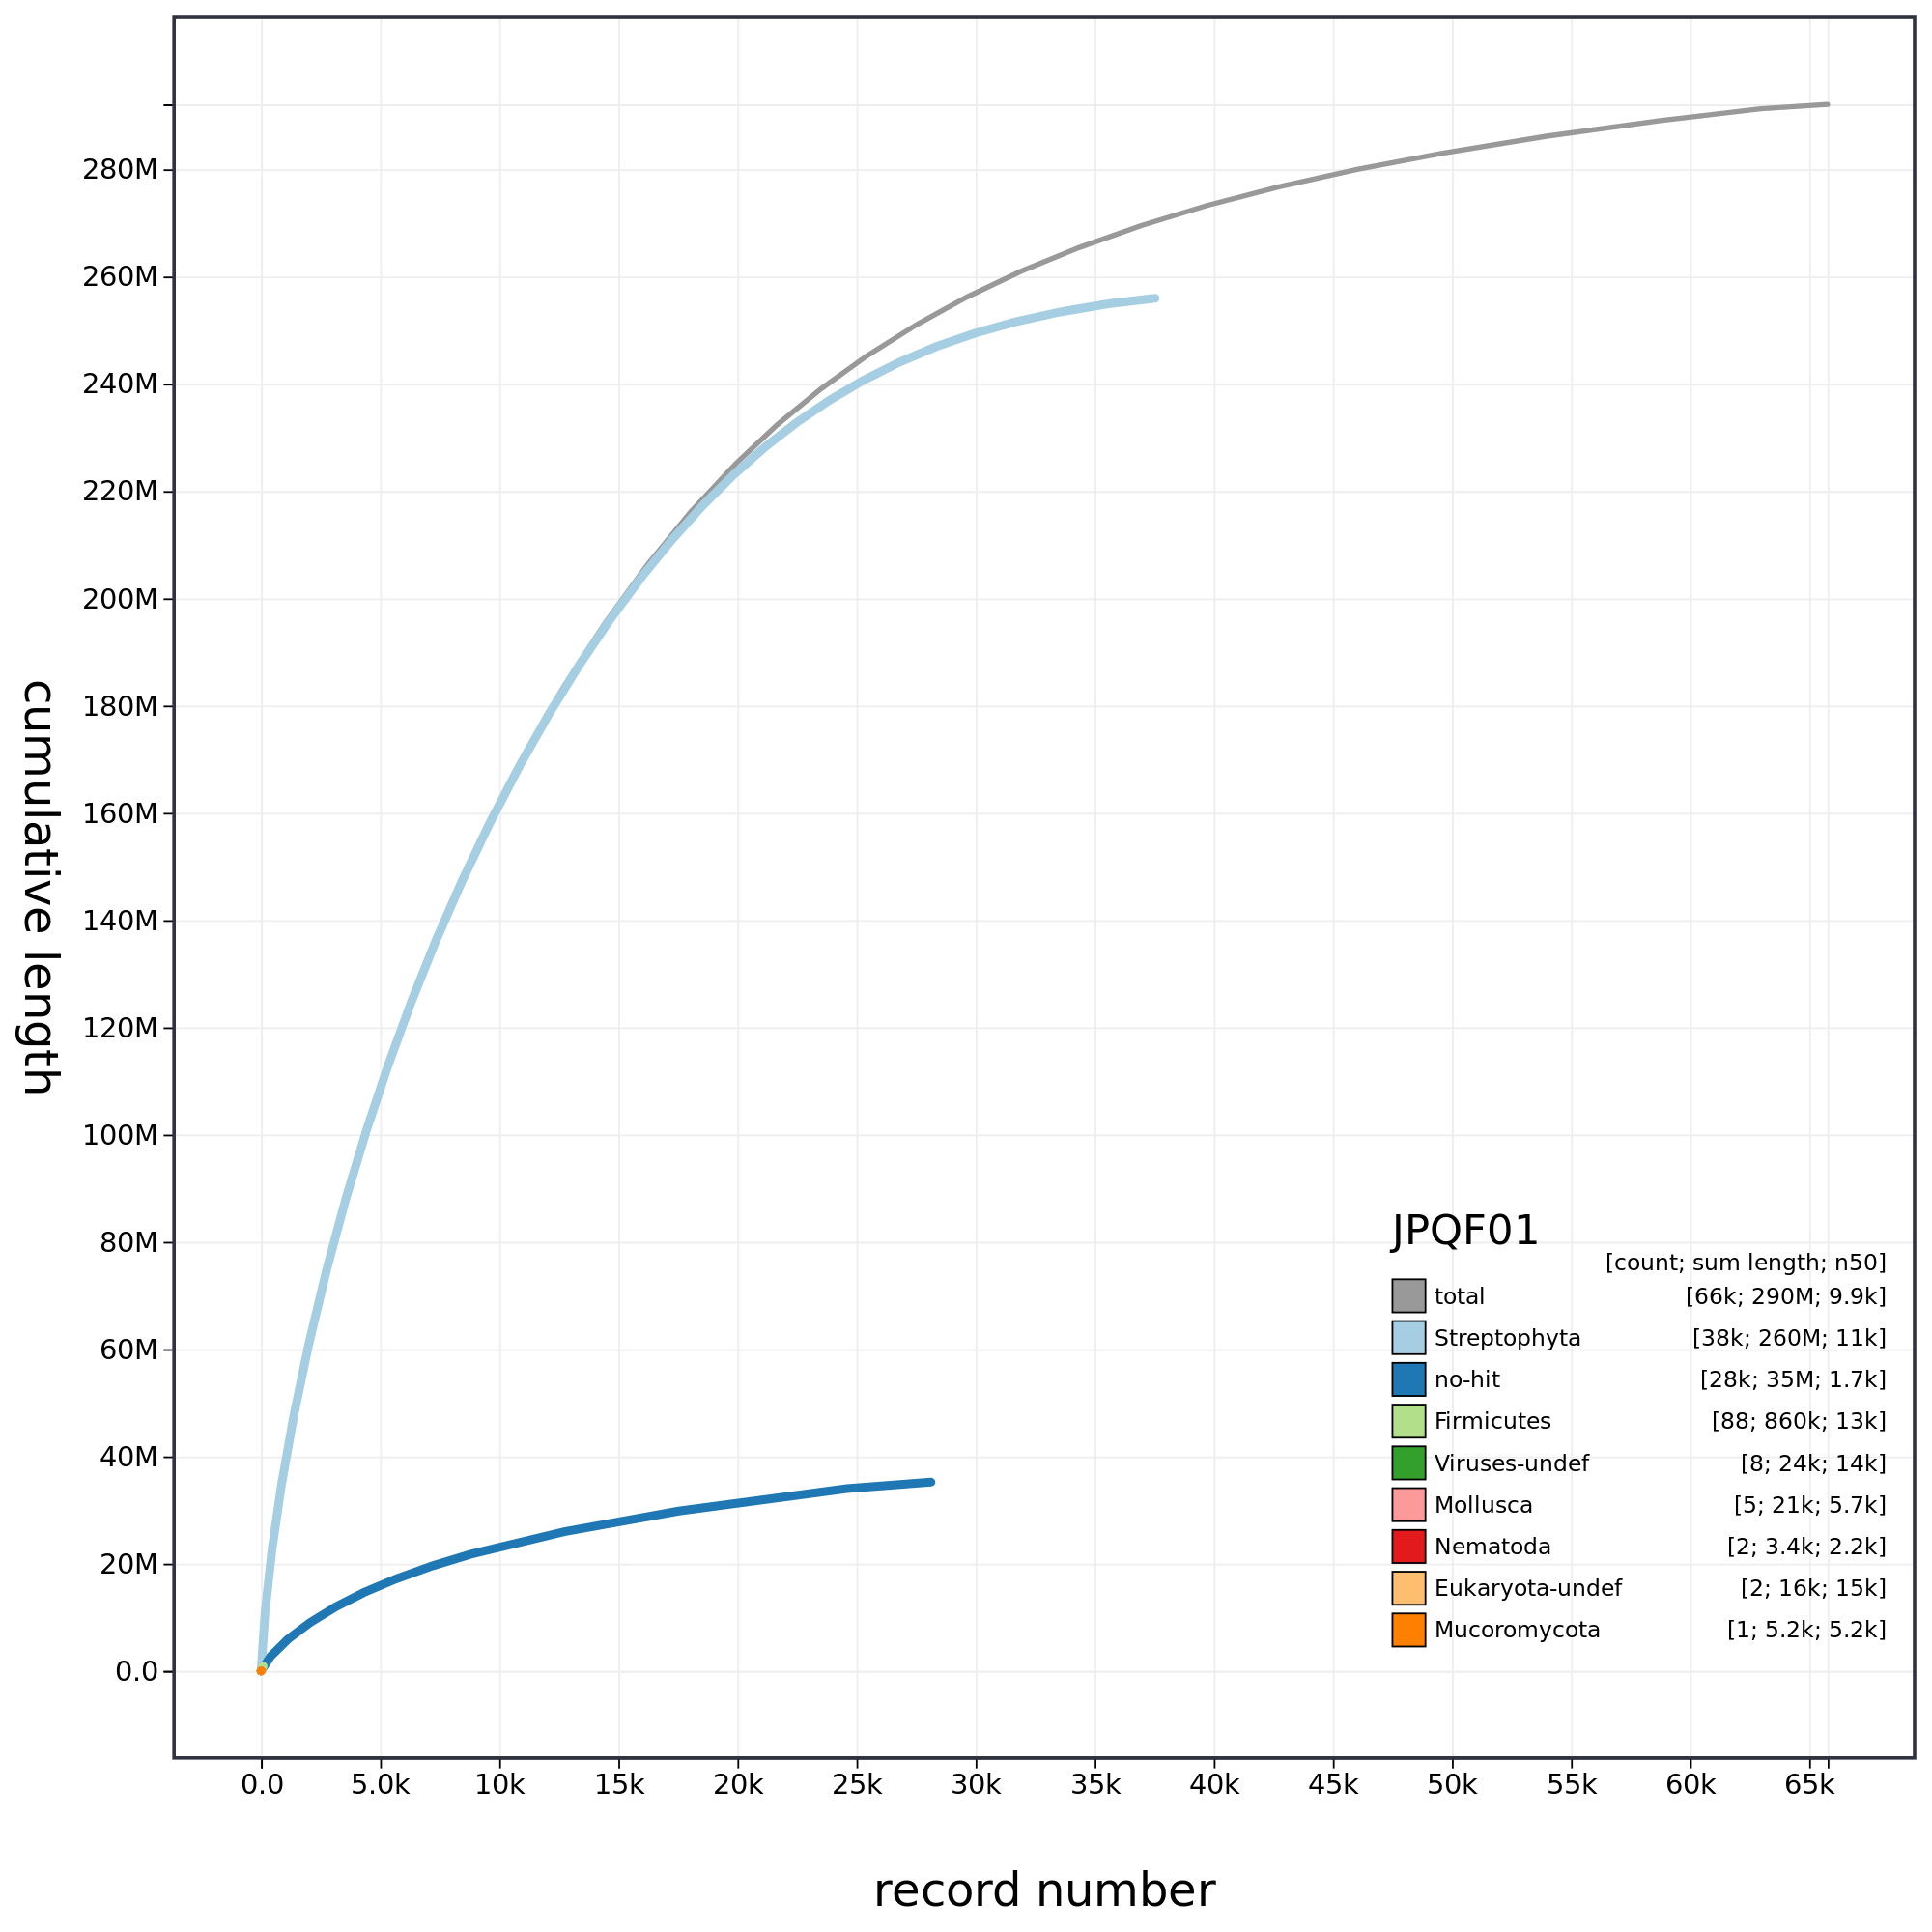 280M
260M
240M
220M
200M
180M
160M
140M
120M
100M
80M
60M
40M
20M
0.0
cumulative length
JPQF01
[count; sum length; n50]
total [66k; 290M; 9.9k]
Streptophyta [38k; 260M; 11k]
no-hit [28k; 35M; 1.7k]
Firmicutes [88; 860k; 13k]
Viruses-undef [8; 24k; 14k]
Mollusca [5; 21k; 5.7k]
Nematoda [2; 3.4k; 2.2k]
Eukaryota-undef [2; 16k; 15k]
Mucoromycota [1; 5.2k; 5.2k]
0.0 5.0k 10k 15k 20k 25k 30k 35k 40k 45k 50k 55k 60k 65k
record number